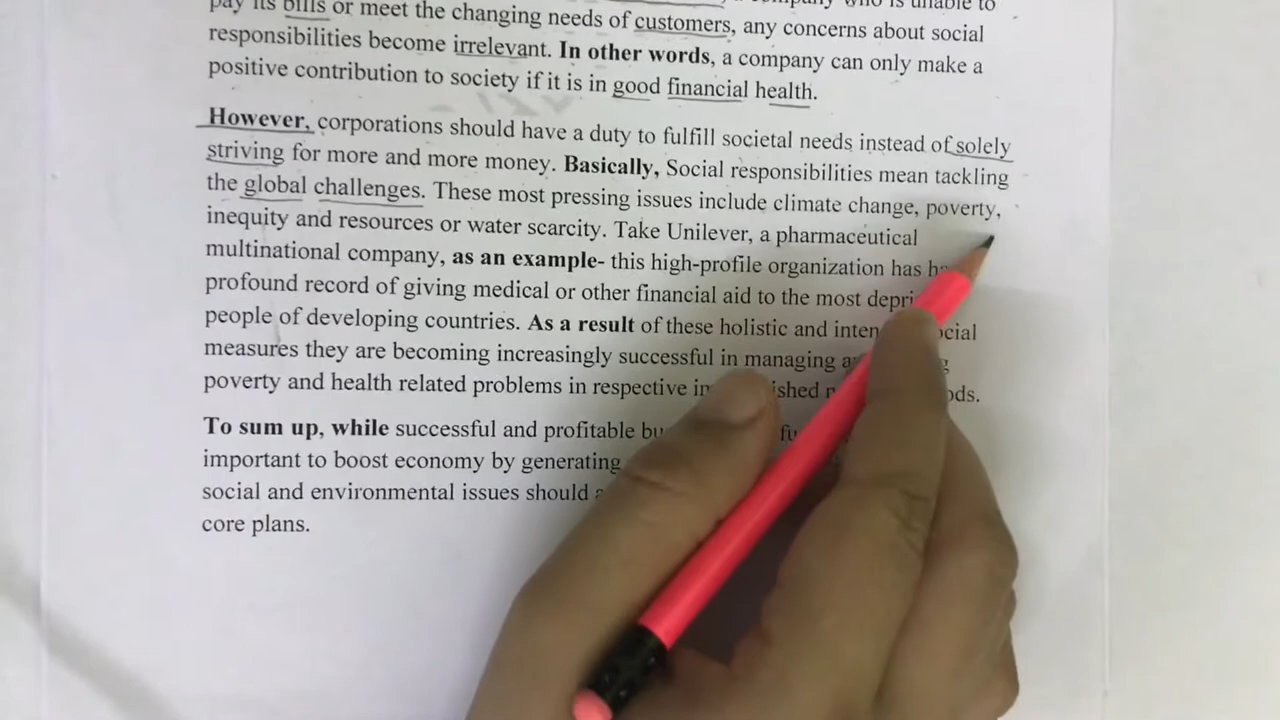 pay its bills or meet the changing needs of customers, any concerns about social
responsibilities become irrelevant. In other words, a company can only make a
positive contribution to society if it is in good financial health.
However, corporations should have a duty to fulfill societal needs instead of solely
striving for more and more money. Basically, Social responsibilities mean tackling
the global challenges. These most pressing issues include climate change, poverty,
inequity and resources or water scarcity. Take Unilever, a pharmaceutical
multinational company, as an example- this high-profile organization has
profound record of giving medical or other financial aid to the most
people of developing countries. As a result of these holistic and
measures they are becoming increasingly successful in managing
poverty and health related problems in respective
To sum up, while successful and profitable
important to boost economy by generating
social and environmental issues should
core plans.